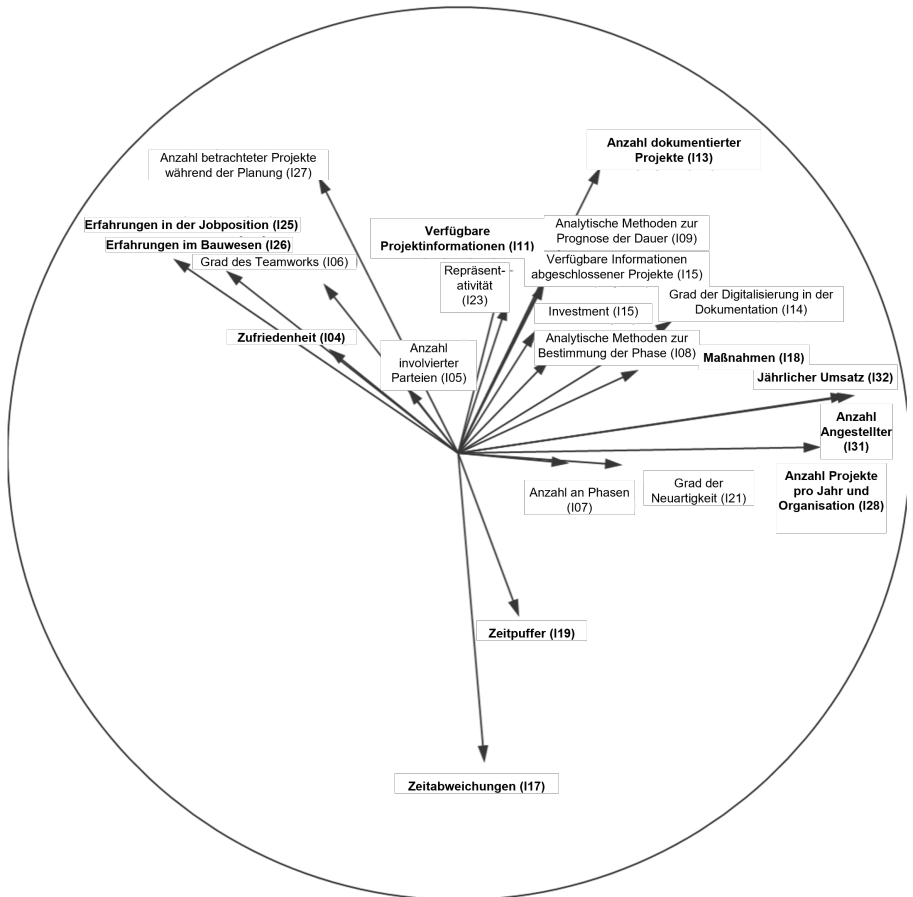 Anzahl dokumentierter
Projekte (I13)
Anzahl betrachteter Projekte
während der Planung (I27)
Erfahrungen in der Jobposition (I25)
Erfahrungen im Bauwesen (I26)
Grad des Teamworks (I06)
Verfügbare
Projektinformationen (I11)
Analytische Methoden zur
Prognose der Dauer (I09)
Verfügbare Informationen
abgeschlossener Projekte (I15)
Repräsent-
ativität
(I23)
Grad der Digitalisierung in der
Dokumentation (I14)
Investment (I15)
Zufriedenheit (I04)
Anzahl
involvierter
Parteien (I05)
Analytische Methoden zur
Bestimmung der Phase (I08)
Maßnahmen (I18)
Jährlicher Umsatz (I32)
Anzahl
Angestellter
(I31)
Anzahl Projekte
pro Jahr und
Organisation (I28)
Grad der
Neuartigkeit (I21)
Anzahl an Phasen
(I07)
Zeitpuffer (I19)
Zeitabweichungen (I17)